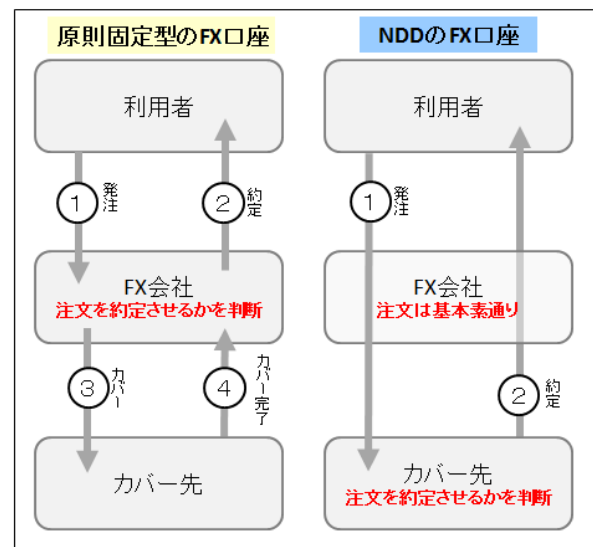 原則固定型のFX口座
利用者
①
発注
②
約定
FX会社
注文を約定させるかを判断
③
カバー
④
カバー完了
カバー先
NDDのFX口座
利用者
①
発注
FX会社
注文は基本素通り
②
約定
カバー先
注文を約定させるかを判断